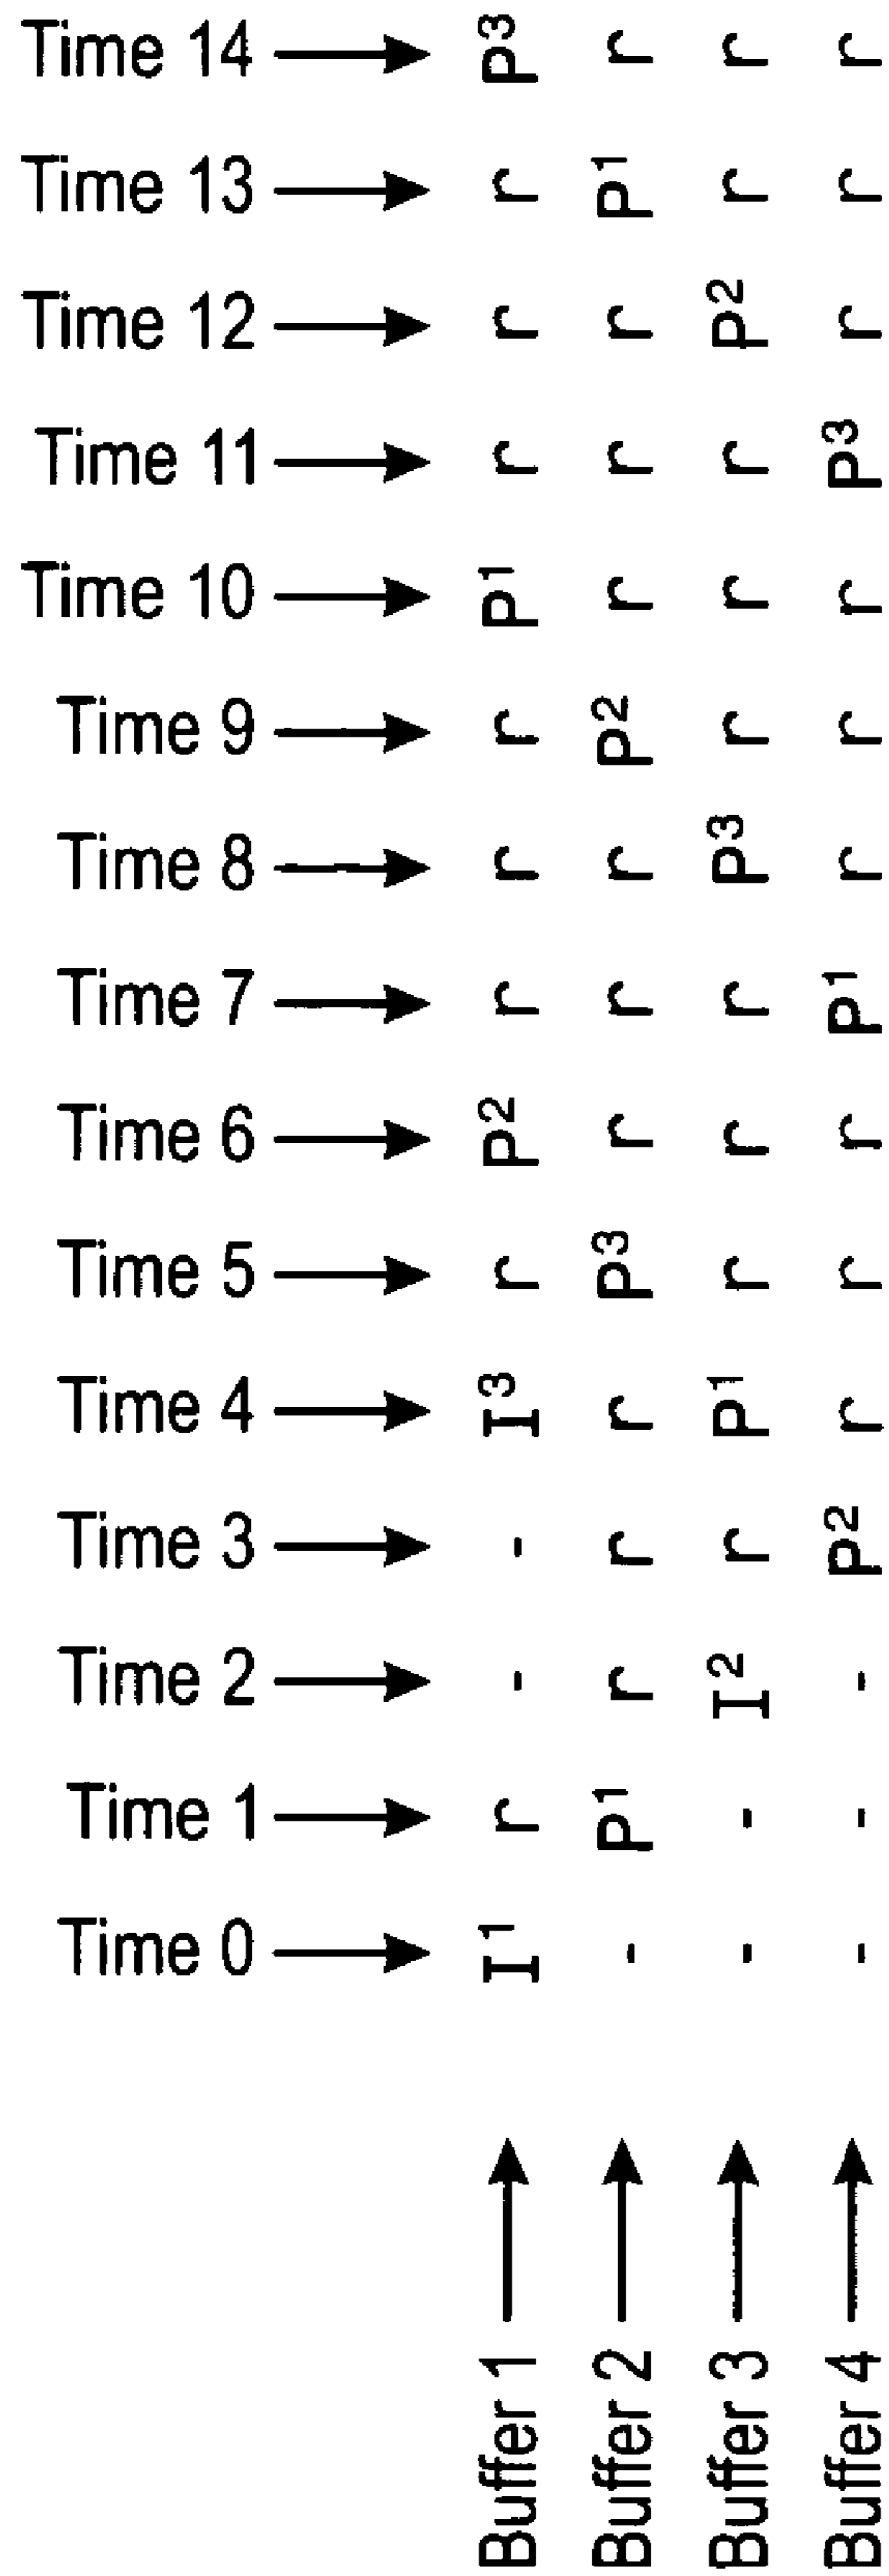 Time 14 P³ r r r
Time 13 r P¹ r r
Time 12 r r P² r
Time 11 r r r P³
Time 10 P¹ r r r
Time 9 r P² r r
Time 8 r r P³ r
Time 7 r r r P¹
Time 6 P² r r r
Time 5 r P³ r r
Time 4 I³ r P¹ r
Time 3 - r r P²
Time 2 - r I² -
Time 1 r P¹ - -
Time 0 I¹ - - -
Buffer 1
Buffer 2
Buffer 3
Buffer 4